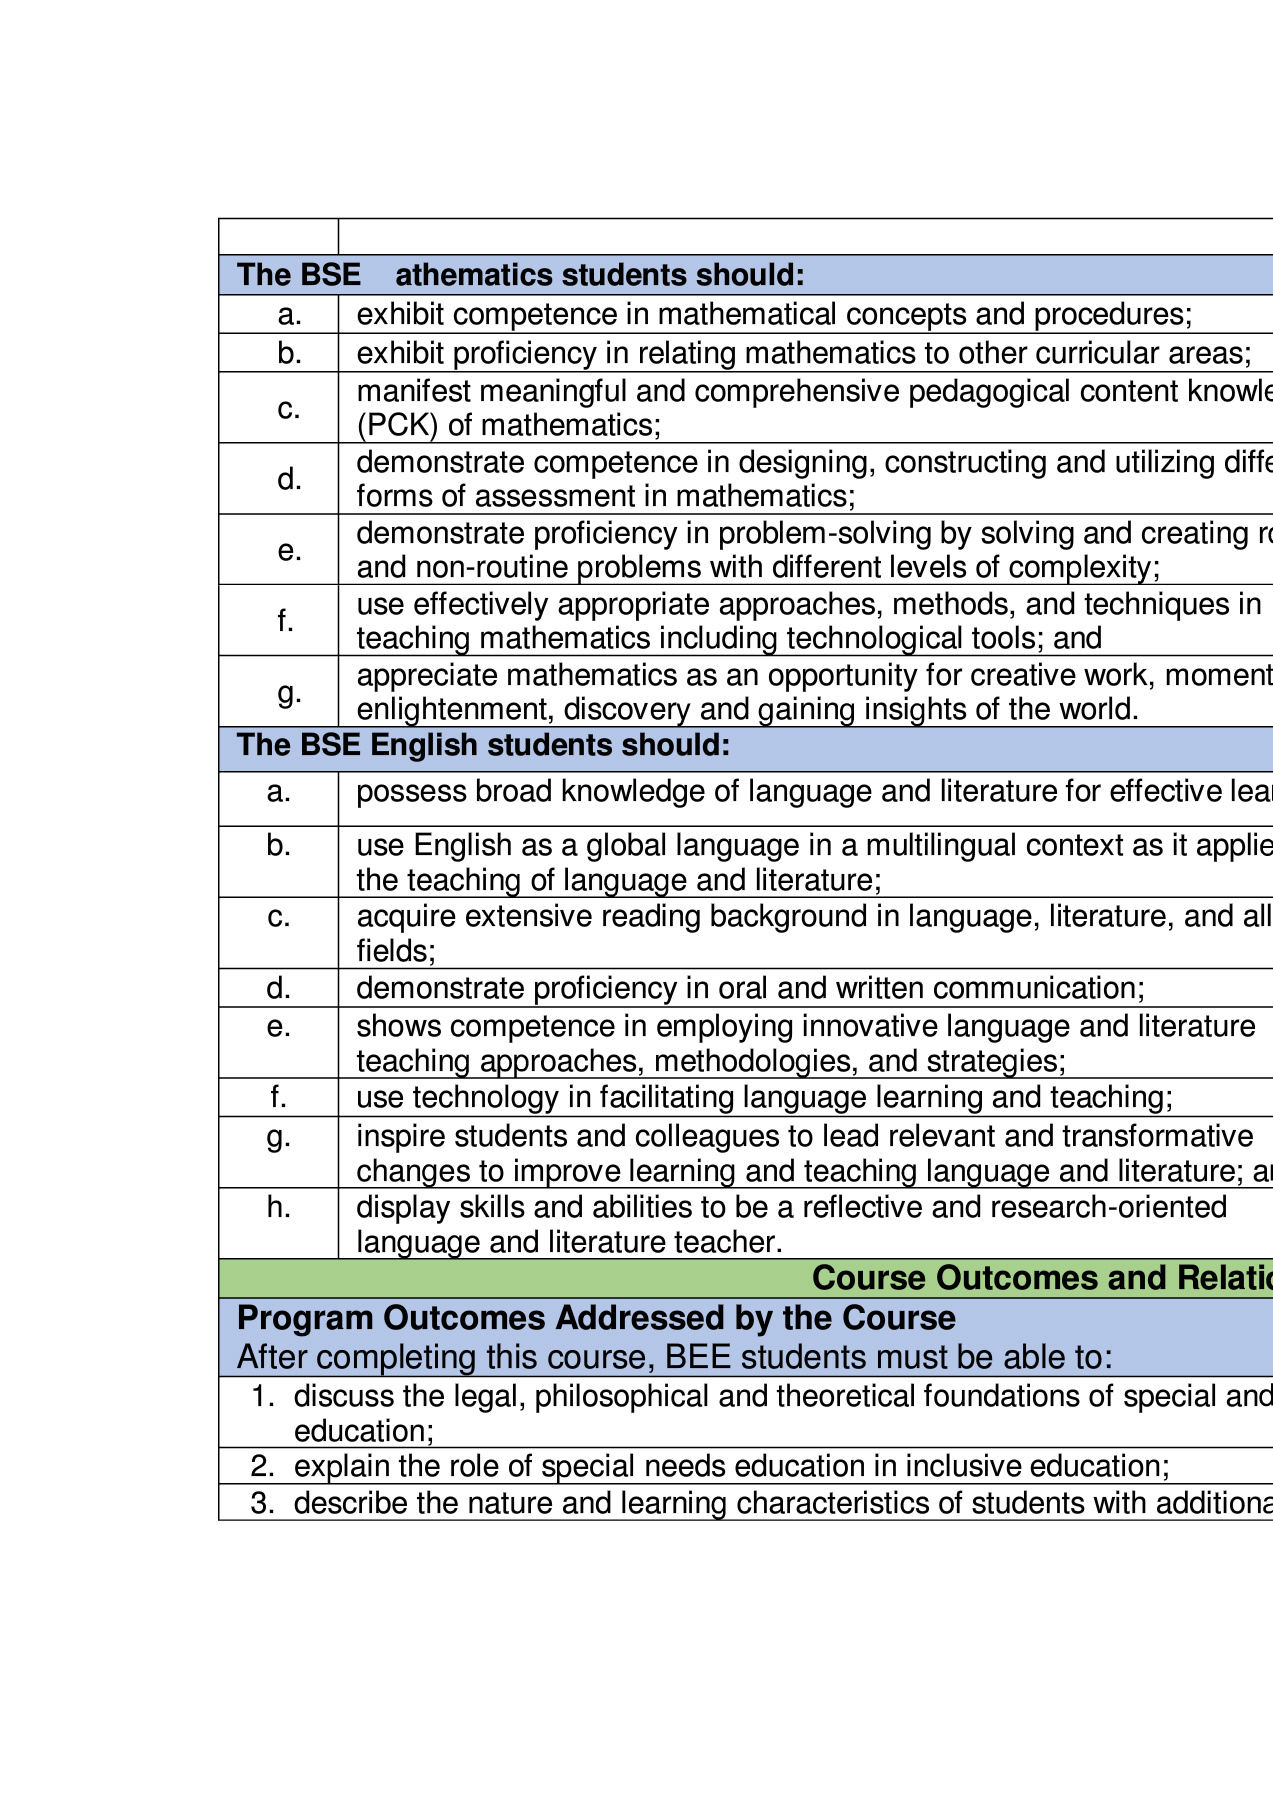 The BSE athematics students should:
a. exhibit competence in mathematical concepts and procedures;
b. exhibit proficiency in relating mathematics to other curricular areas;
c. manifest meaningful and comprehensive pedagogical content knowle
(PCK) of mathematics;
d. demonstrate competence in designing, constructing and utilizing diffe
forms of assessment in mathematics;
e. demonstrate proficiency in problem-solving by solving and creating ro
and non-routine problems with different levels of complexity;
f. use effectively appropriate approaches, methods, and techniques in
teaching mathematics including technological tools; and
g. appreciate mathematics as an opportunity for creative work, moment
enlightenment, discovery and gaining insights of the world.
The BSE English students should:
a. possess broad knowledge of language and literature for effective lear
b. use English as a global language in a multilingual context as it applie
the teaching of language and literature;
c. acquire extensive reading background in language, literature, and all
fields;
d. demonstrate proficiency in oral and written communication;
e. shows competence in employing innovative language and literature
teaching approaches, methodologies, and strategies;
f. use technology in facilitating language learning and teaching;
g. inspire students and colleagues to lead relevant and transformative
changes to improve learning and teaching language and literature; a
h. display skills and abilities to be a reflective and research-oriented
language and literature teacher.
Course Outcomes and Relatio
Program Outcomes Addressed by the Course
After completing this course, BEE students must be able to:
1. discuss the legal, philosophical and theoretical foundations of special and
education;
2. explain the role of special needs education in inclusive education;
3. describe the nature and learning characteristics of students with additiona